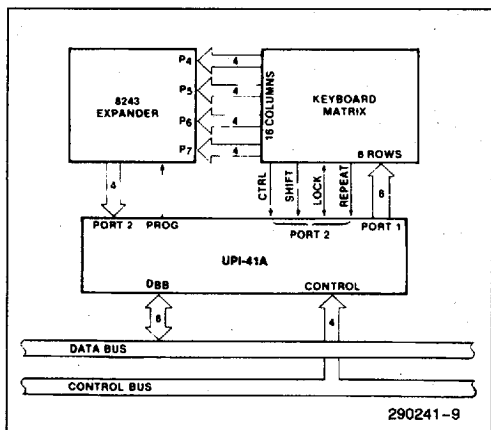 8243
EXPANDER
P4
P5
P6
P7
4
4
4
4
16 COLUMNS
KEYBOARD
MATRIX
8 ROWS
4
CTRL
SHIFT
LOCK
REPEAT
8
PORT 2
PROG
PORT 2
PORT 1
UPI-41A
DBB
CONTROL
8
4
DATA BUS
CONTROL BUS
290241-9